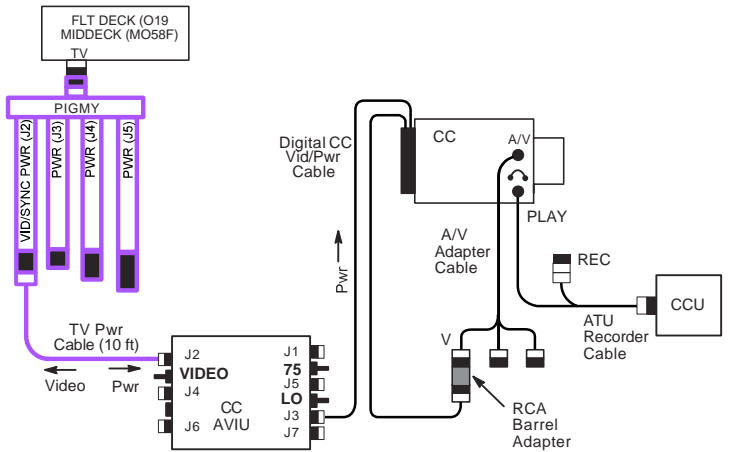 FLT DECK (O19
MIDDECK (MO58F)
TV
PIGMY
VID/SYNC PWR (J2)
PWR (J3)
PWR (J4)
PWR (J5)
TV Pwr
Cable (10 ft)
Video
Pwr
J2
VIDEO
J4
J6
CC
AVIU
J1
75
J5
LO
J3
J7
Digital CC
Vid/Pwr
Cable
Pwr
CC
A/V
PLAY
A/V
Adapter
Cable
REC
CCU
ATU
Recorder
Cable
V
RCA
Barrel
Adapter